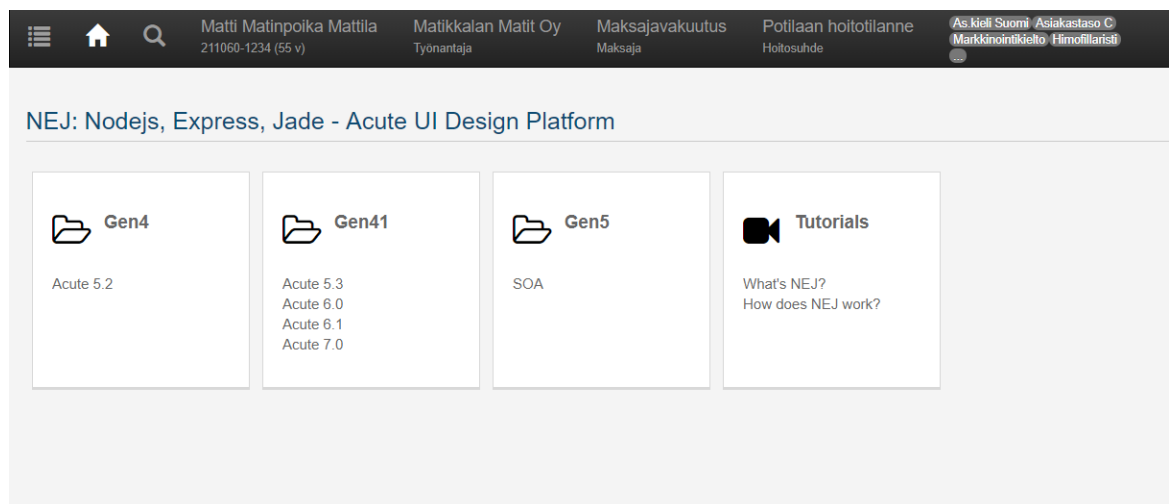 Matti Matinpoika Mattila
211060-1234 (55 v)
Matikkalan Matit Oy
Työnantaja
Maksajavakuutus
Maksaja
Potilaan hoitotilanne
Hoitosuhde
As.kieli Suomi Asiakastaso C
Markkinointikielto Himofillaristi
...
NEJ: Nodejs, Express, Jade - Acute UI Design Platform
Gen4
Acute 5.2
Gen41
Acute 5.3
Acute 6.0
Acute 6.1
Acute 7.0
Gen5
SOA
Tutorials
What's NEJ?
How does NEJ work?